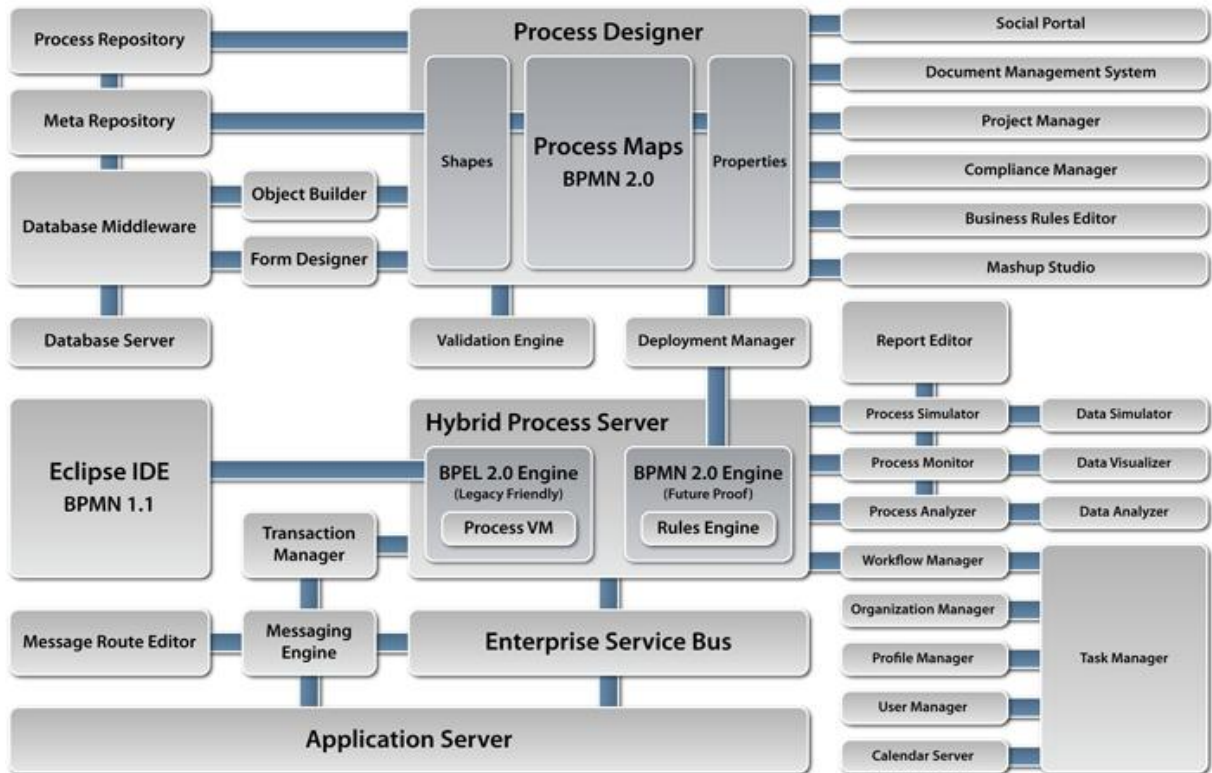 Process Repository
Process Designer
Social Portal
Document Management System
Meta Repository
Project Manager
Shapes
Process Maps
BPMN 2.0
Properties
Compliance Manager
Database Middleware
Object Builder
Form Designer
Business Rules Editor
Mashup Studio
Database Server
Validation Engine
Deployment Manager
Report Editor
Eclipse IDE
BPMN 1.1
Hybrid Process Server
BPEL 2.0 Engine
(Legacy Friendly)
Process VM
BPMN 2.0 Engine
(Future Proof)
Rules Engine
Process Simulator
Data Simulator
Process Monitor
Data Visualizer
Process Analyzer
Data Analyzer
Transaction
Manager
Workflow Manager
Organization Manager
Message Route Editor
Messaging
Engine
Enterprise Service Bus
Profile Manager
Task Manager
User Manager
Application Server
Calendar Server